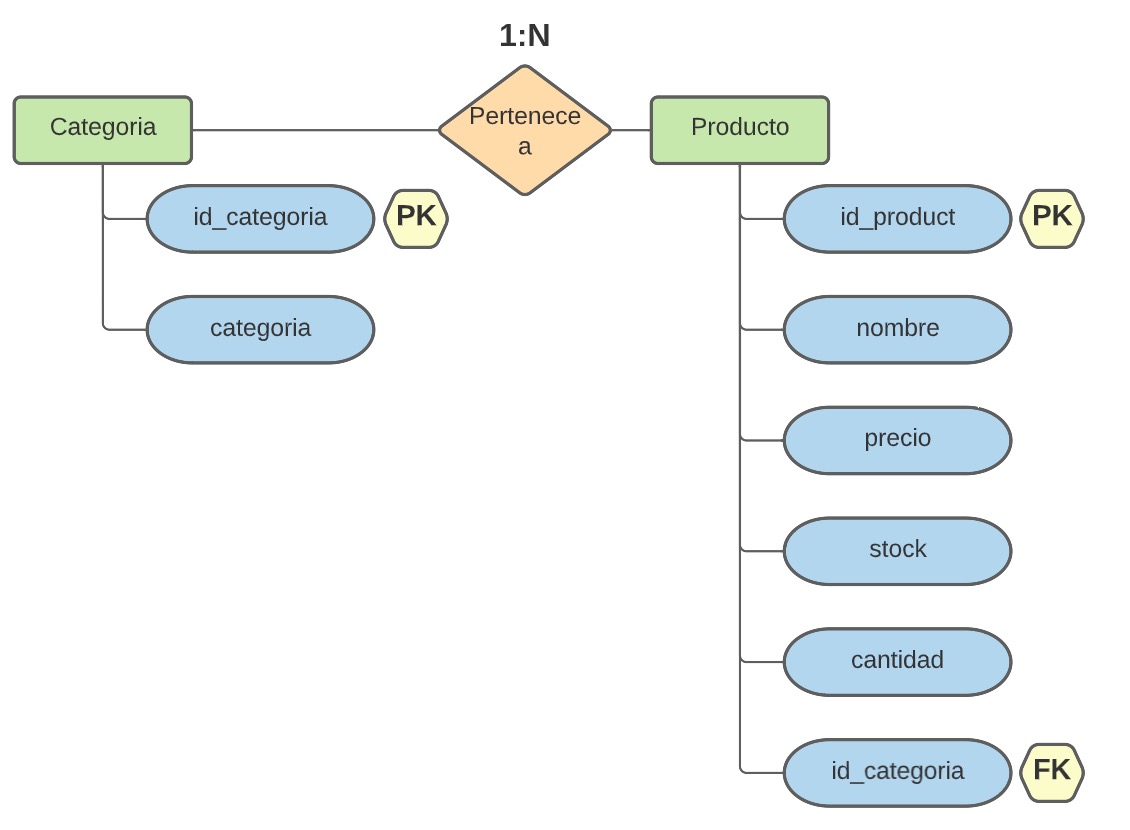 1:N
Categoria
Pertenece
a
Producto
id_categoria
PK
categoria
id_product
PK
nombre
precio
stock
cantidad
id_categoria
FK